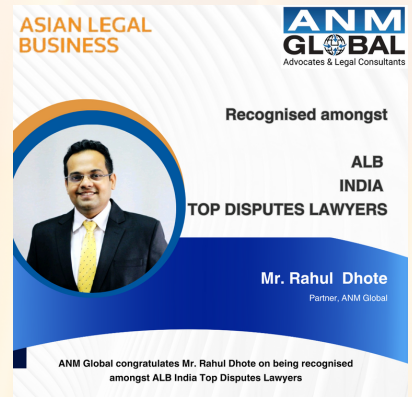 ASIAN LEGAL
BUSINESS
ANM
GLOBAL
Advocates & Legal Consultants
Recognised amongst
ALB
INDIA
TOP DISPUTES LAWYERS
Mr. Rahul Dhote
Partner, ANM Global
ANM Global congratulates Mr. Rahul Dhote on being recognised
amongst ALB India Top Disputes Lawyers